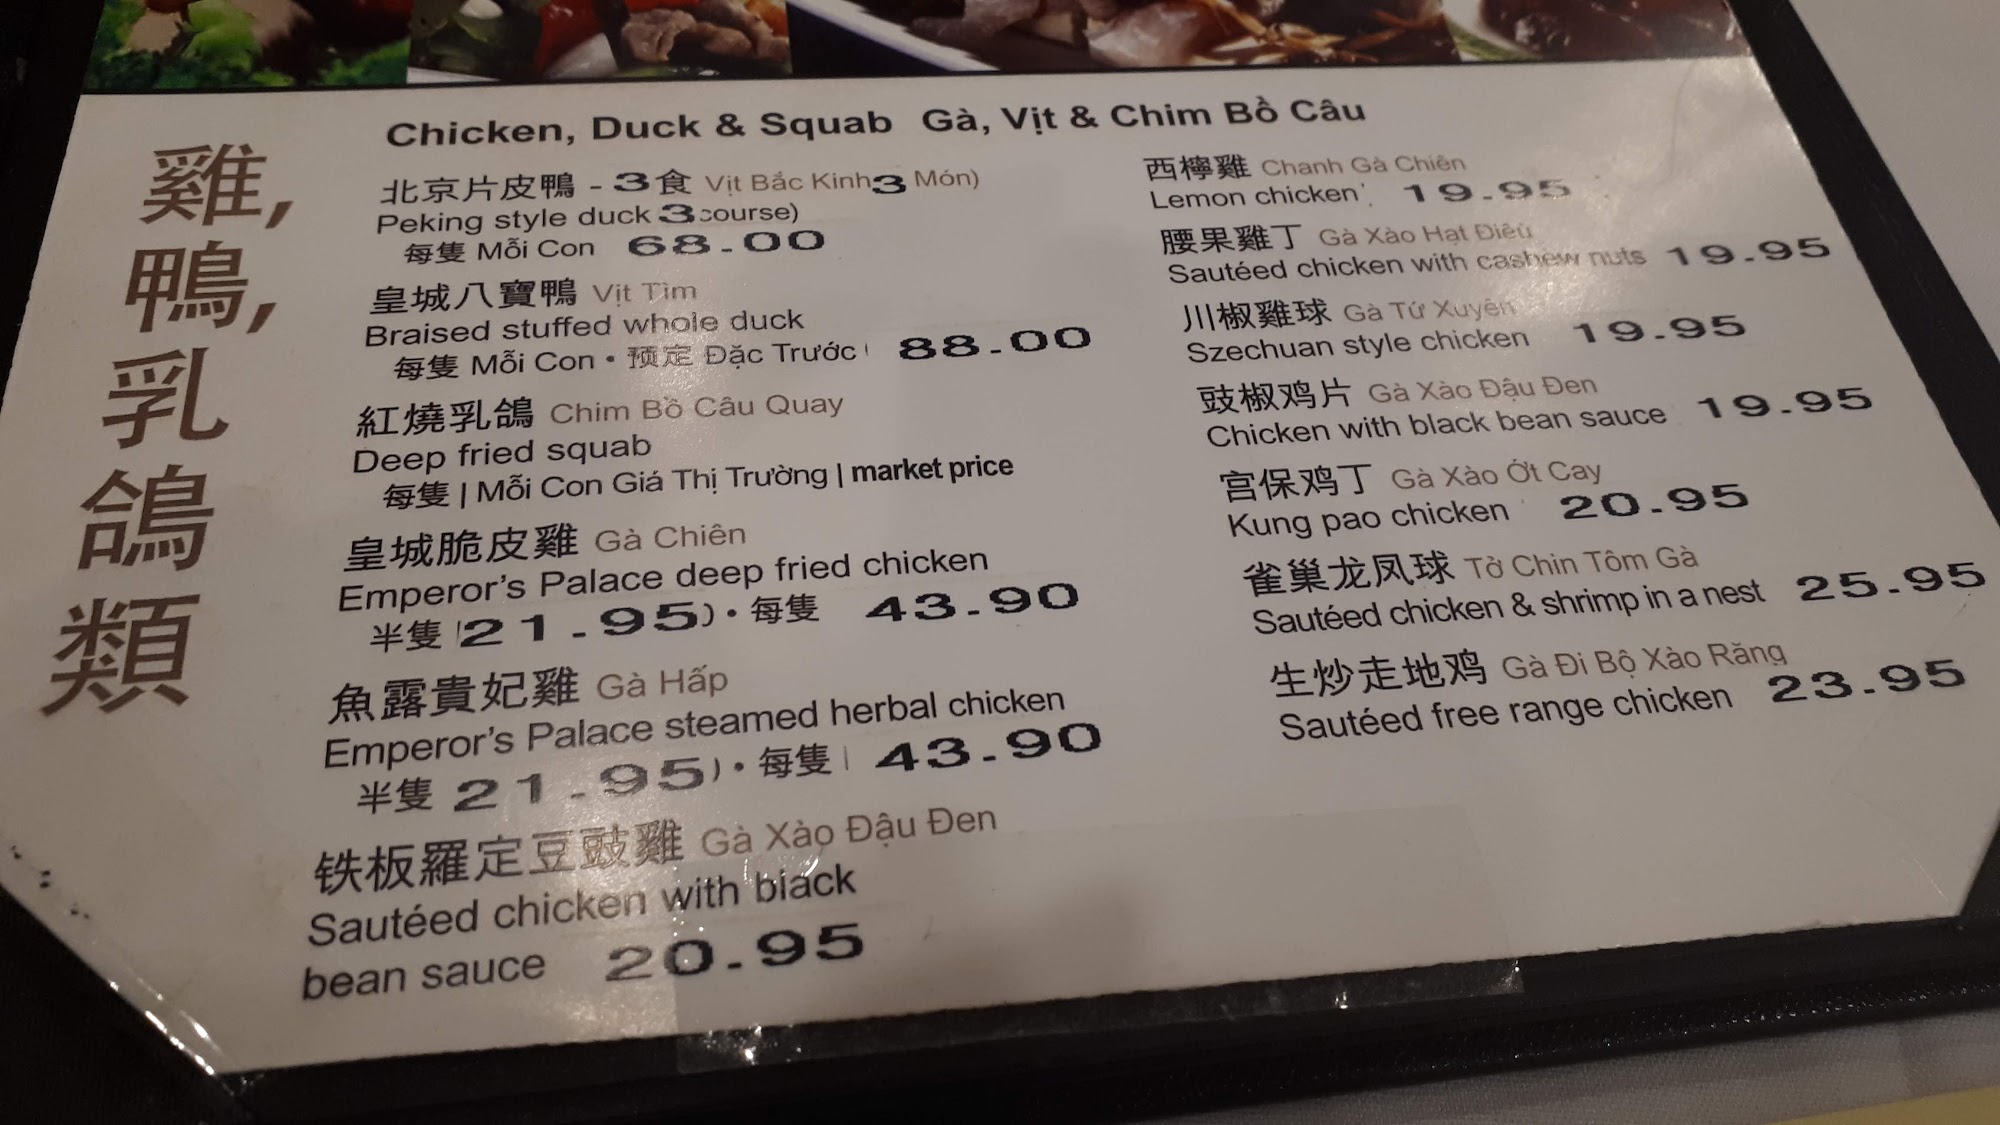 雞,
鴨,
乳
鴿
類
Chicken, Duck & Squab Gà, Vịt & Chim Bồ Câu
北京片皮鴨 - 3食 Vịt Bắc Kinh 3 Món)
Peking style duck 3 course)
每隻 Mỗi Con 68.00
皇城八寶鴨 Vịt Tìm
Braised stuffed whole duck
每隻 Mỗi Con • 预定 Đặc Trước 88.00
紅燒乳鴿 Chim Bồ Câu Quay
Deep fried squab
每隻 | Mỗi Con Giá Thị Trường | market price
皇城脆皮雞 Gà Chiên
Emperor's Palace deep fried chicken
半隻 21.95) • 每隻 43.90
魚露貴妃雞 Gà Hấp
Emperor's Palace steamed herbal chicken
半隻 21.95) • 每隻 43.90
铁板羅定豆豉雞 Gà Xào Đậu Đen
Sautéed chicken with black
bean sauce 20.95
西檸雞 Chanh Gà Chiên
Lemon chicken 19.95
腰果雞丁 Gà Xào Hạt Điều
Sautéed chicken with cashew nuts 19.95
川椒雞球 Gà Tứ Xuyên
Szechuan style chicken 19.95
豉椒鸡片 Gà Xào Đậu Đen
Chicken with black bean sauce 19.95
宫保鸡丁 Gà Xào Ớt Cay
Kung pao chicken 20.95
雀巢龙凤球 Tở Chin Tôm Gà
Sautéed chicken & shrimp in a nest 25.95
生炒走地鸡 Gà Đi Bộ Xào Răng
Sautéed free range chicken 23.95